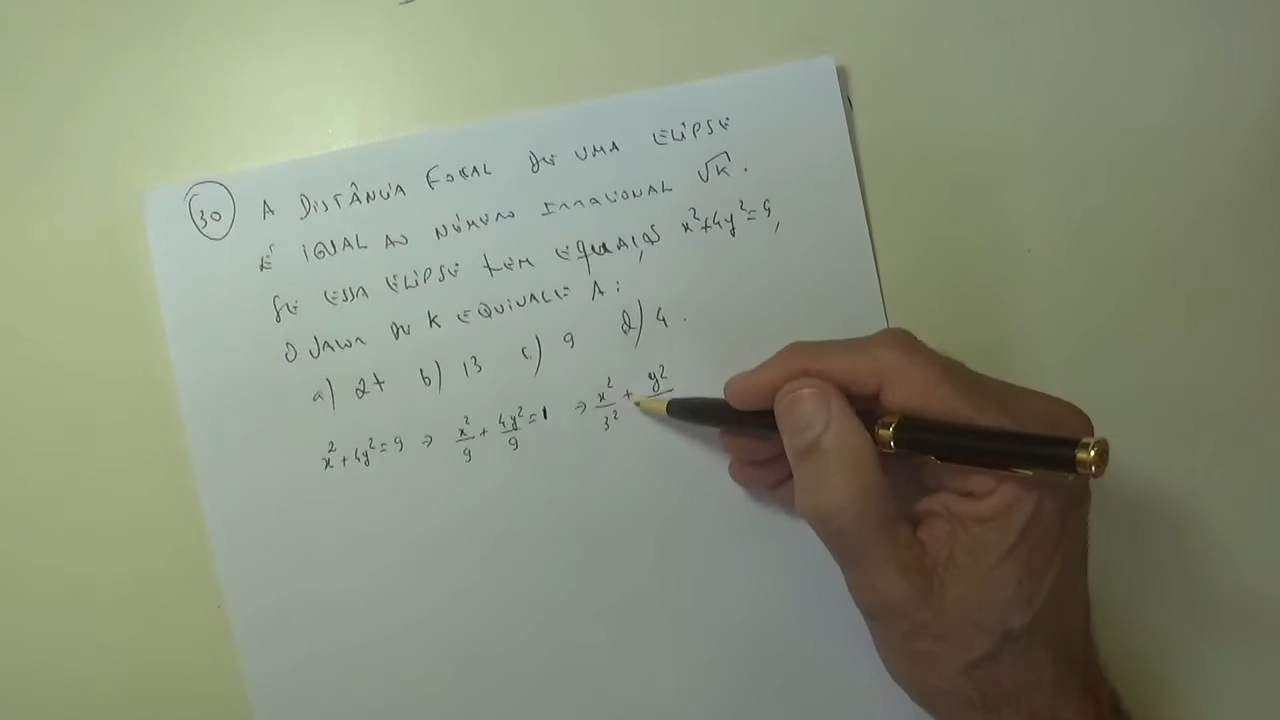 30 A DISTÂNCIA FOCAL DE UMA ELIPSE
É IGUAL AO NÚMERO IRRACIONAL √K.
SE ESSA ELIPSE TEM EQUAÇÃO x²+4y²=9,
O VALOR DE K EQUIVALE A:
a) 27 b) 13 c) 9 d) 4.
x²+4y²=9 ⇒ x²/9 + 4y²/9 = 1 ⇒ x²/3² + y²/